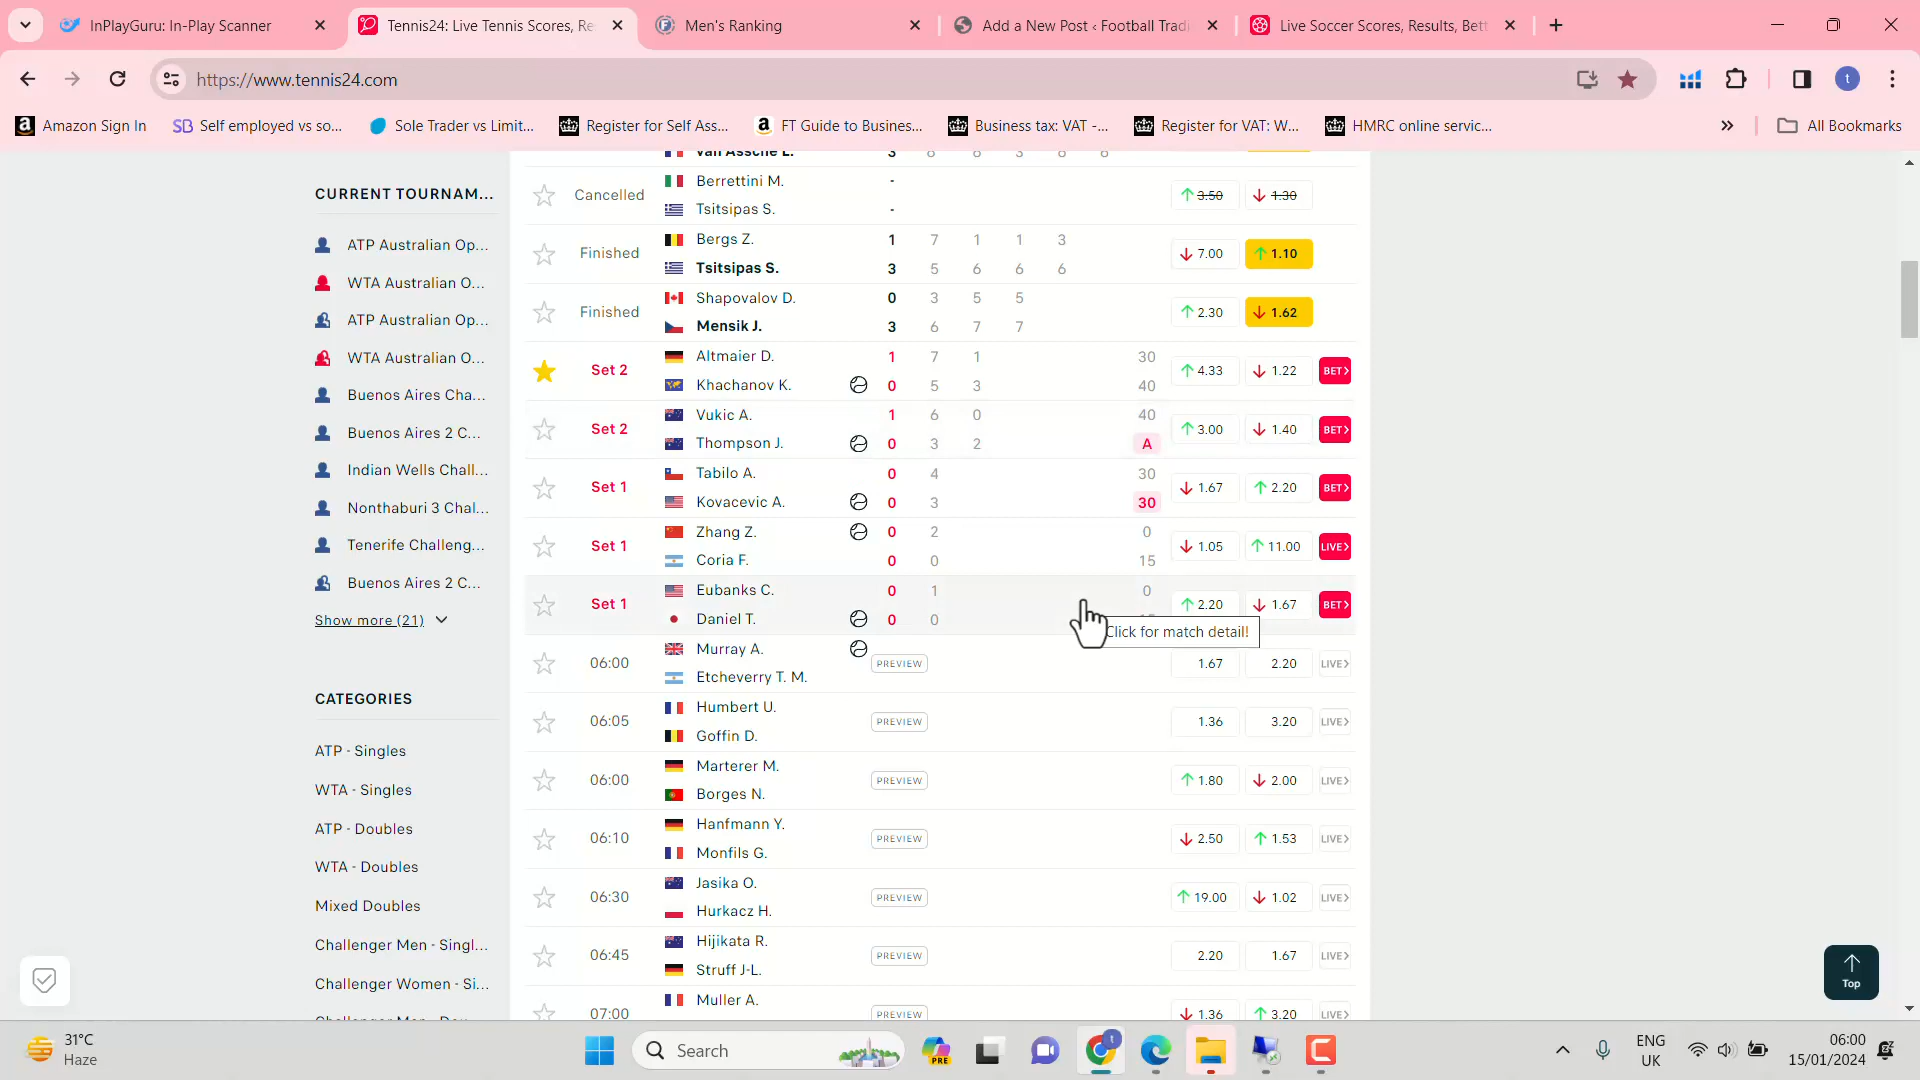 InPlayGuru: In-Play Scanner
Tennis24: Live Tennis Scores, Re
Men's Ranking
Add a New Post ‹ Football Tradi
Live Soccer Scores, Results, Bett
https://www.tennis24.com
t
Amazon Sign In
Self employed vs so...
Sole Trader vs Limit...
Register for Self Ass...
FT Guide to Busines...
Business tax: VAT -...
Register for VAT: W...
HMRC online servic...
All Bookmarks
CURRENT TOURNAM...
ATP Australian Op...
WTA Australian O...
ATP Australian Op...
WTA Australian O...
Buenos Aires Cha...
Buenos Aires 2 C...
Indian Wells Chall...
Nonthaburi 3 Chal...
Tenerife Challeng...
Buenos Aires 2 C...
Show more (21)
CATEGORIES
ATP - Singles
WTA - Singles
ATP - Doubles
WTA - Doubles
Mixed Doubles
Challenger Men - Singl...
Challenger Women - Si...
Van Assche L. 3 6 3 6 6
Cancelled Berrettini M. - 3.50 1.30
Tsitsipas S. -
Finished Bergs Z. 1 7 1 1 3 7.00 1.10
Tsitsipas S. 3 5 6 6 6
Finished Shapovalov D. 0 3 5 5 2.30 1.62
Mensik J. 3 6 7 7
Set 2 Altmaier D. 1 7 1 30 4.33 1.22 BET>
Khachanov K. 0 5 3 40
Set 2 Vukic A. 1 6 0 40 3.00 1.40 BET>
Thompson J. 0 3 2 A
Set 1 Tabilo A. 0 4 30 1.67 2.20 BET>
Kovacevic A. 0 3 30
Set 1 Zhang Z. 0 2 0 1.05 11.00 LIVE>
Coria F. 0 0 15
Set 1 Eubanks C. 0 1 0 2.20 1.67 BET>
Daniel T. 0 0
Click for match detail!
06:00 Murray A. PREVIEW 1.67 2.20 LIVE>
Etcheverry T. M.
06:05 Humbert U. PREVIEW 1.36 3.20 LIVE>
Goffin D.
06:00 Marterer M. PREVIEW 1.80 2.00 LIVE>
Borges N.
06:10 Hanfmann Y. PREVIEW 2.50 1.53 LIVE>
Monfils G.
06:30 Jasika O. PREVIEW 19.00 1.02 LIVE>
Hurkacz H.
06:45 Hijikata R. PREVIEW 2.20 1.67 LIVE>
Struff J-L.
07:00 Muller A. PREVIEW 1.36 3.20 LIVE>
Top
31°C
Haze
Search
PRE
t
ENG
UK
06:00
15/01/2024